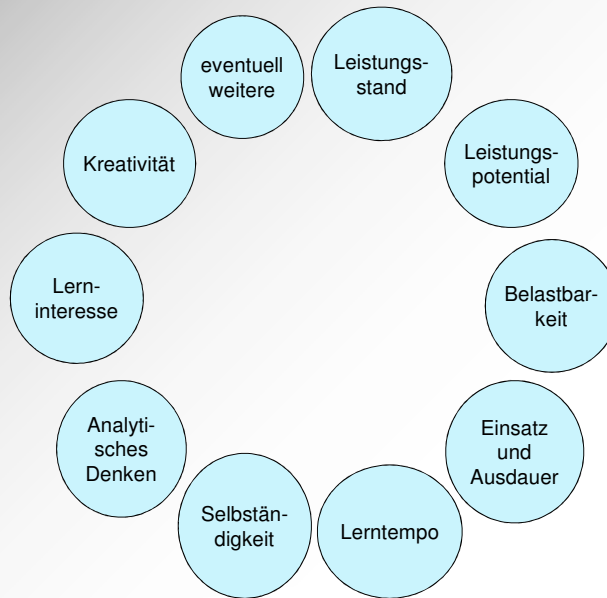 eventuell
weitere
Leistungs-
stand
Leistungs-
potential
Belastbar-
keit
Einsatz
und
Ausdauer
Lerntempo
Selbstän-
digkeit
Analyti-
sches
Denken
Lern-
interesse
Kreativität